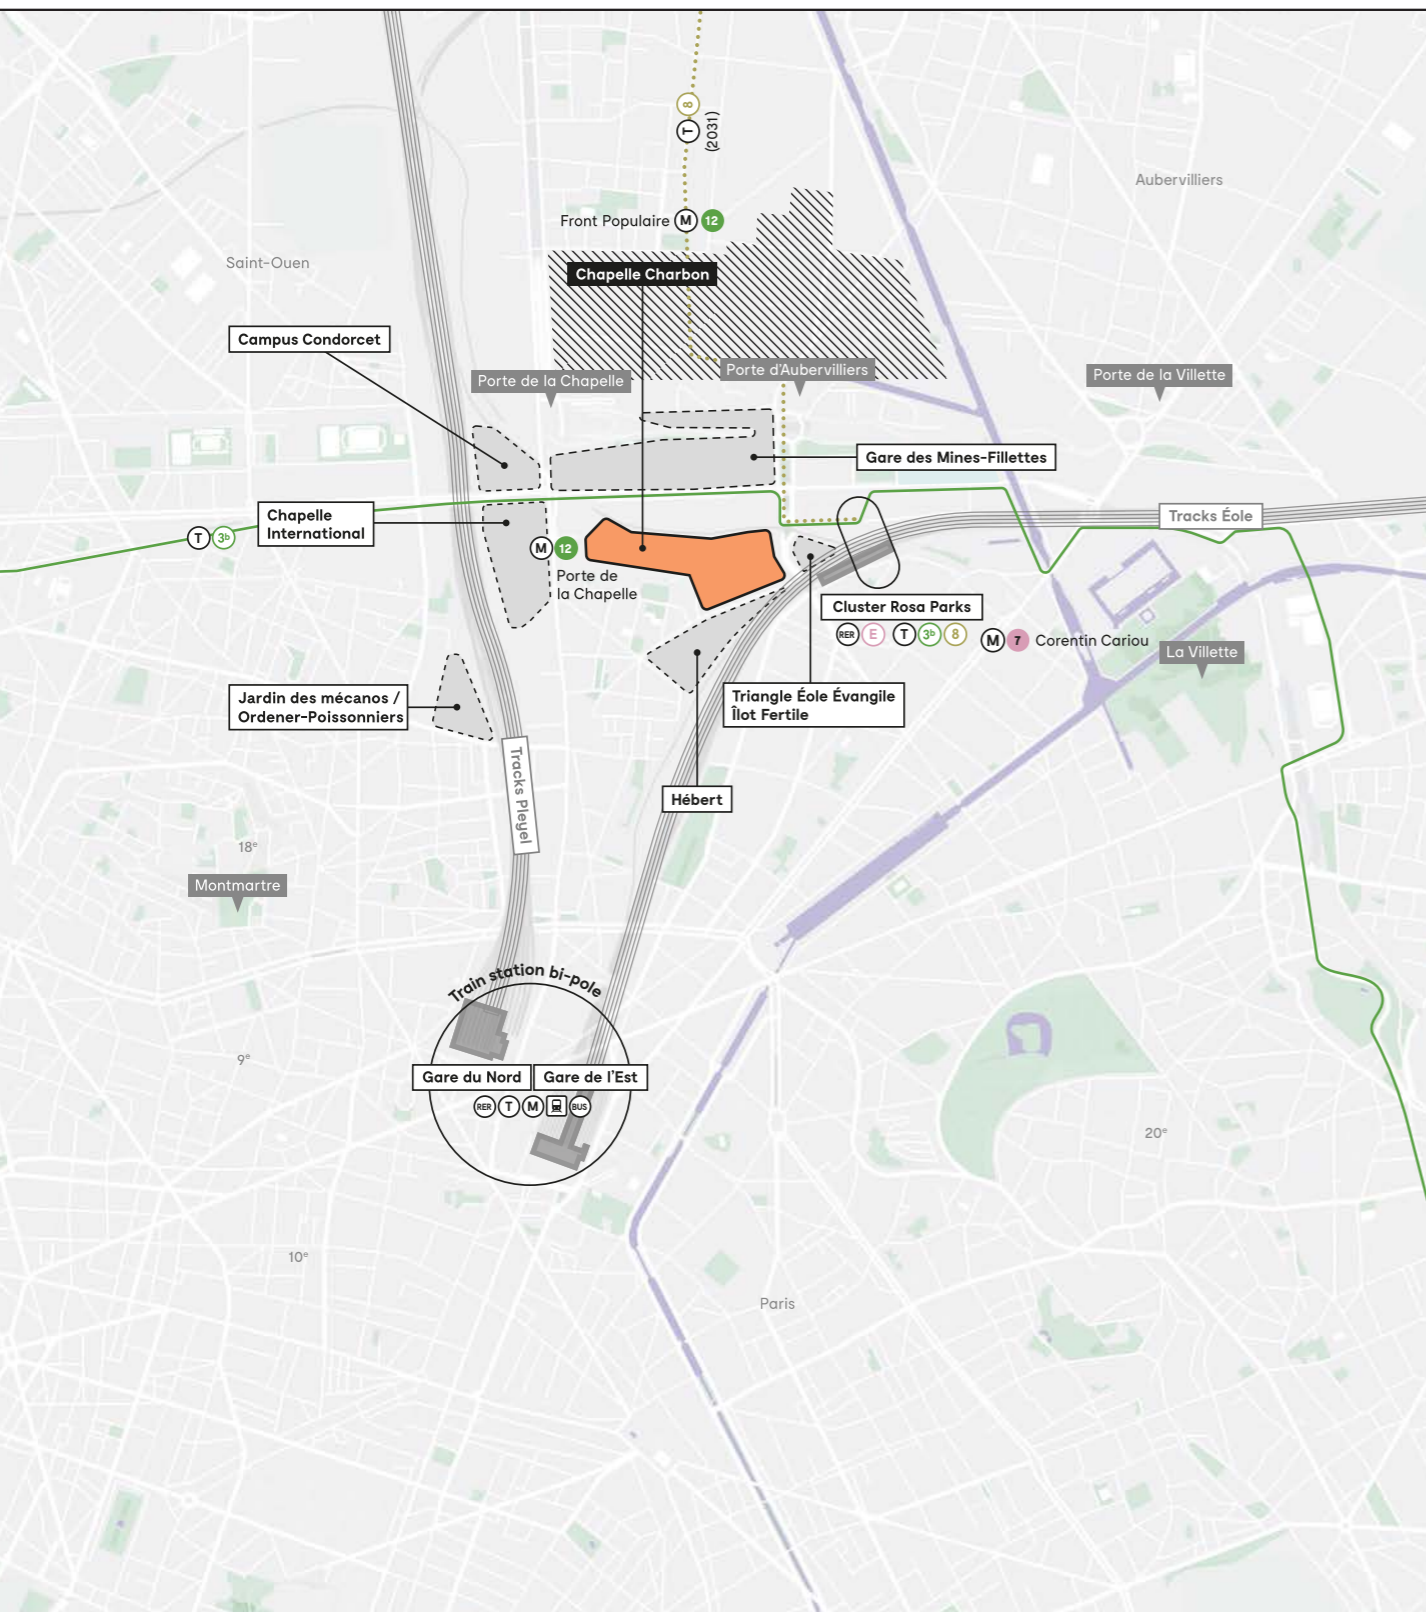 8
T
(2031)
Aubervilliers
Front Populaire M 12
Saint-Ouen
Chapelle Charbon
Campus Condorcet
Porte de la Chapelle
Porte d'Aubervilliers
Porte de la Villette
Gare des Mines-Fillettes
Chapelle
International
Tracks Éole
T 3b
M 12
Porte de
la Chapelle
Cluster Rosa Parks
RER E T 3b 8
M 7 Corentin Cariou
La Villette
Jardin des mécanos /
Ordener-Poissonniers
Triangle Éole Évangile
Îlot Fertile
Tracks Pleyel
Hébert
18e
Montmartre
Train station bi-pole
9e
Gare du Nord
Gare de l'Est
RER T M BUS
20e
10e
Paris